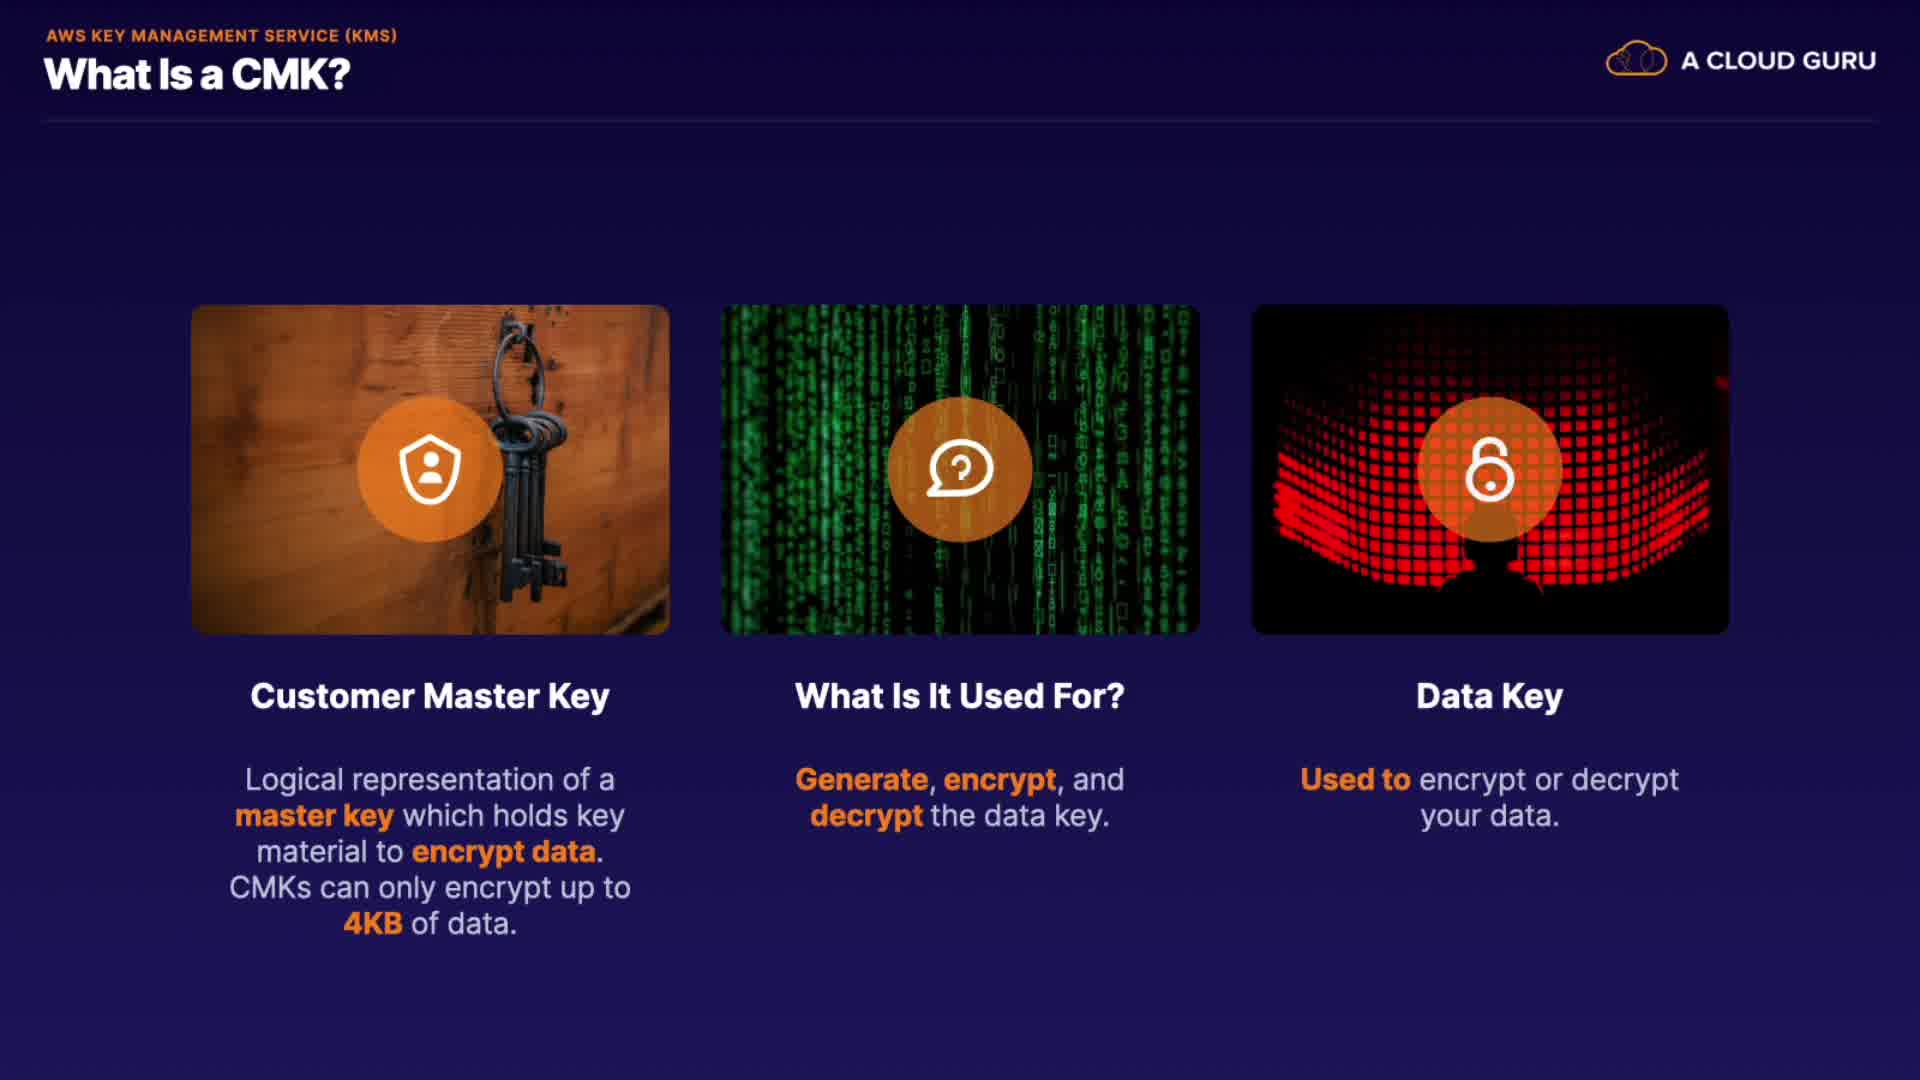 AWS KEY MANAGEMENT SERVICE (KMS)
What Is a CMK?
A CLOUD GURU
Customer Master Key
Logical representation of a
master key which holds key
material to encrypt data.
CMKs can only encrypt up to
4KB of data.
What Is It Used For?
Generate, encrypt, and
decrypt the data key.
Data Key
Used to encrypt or decrypt
your data.